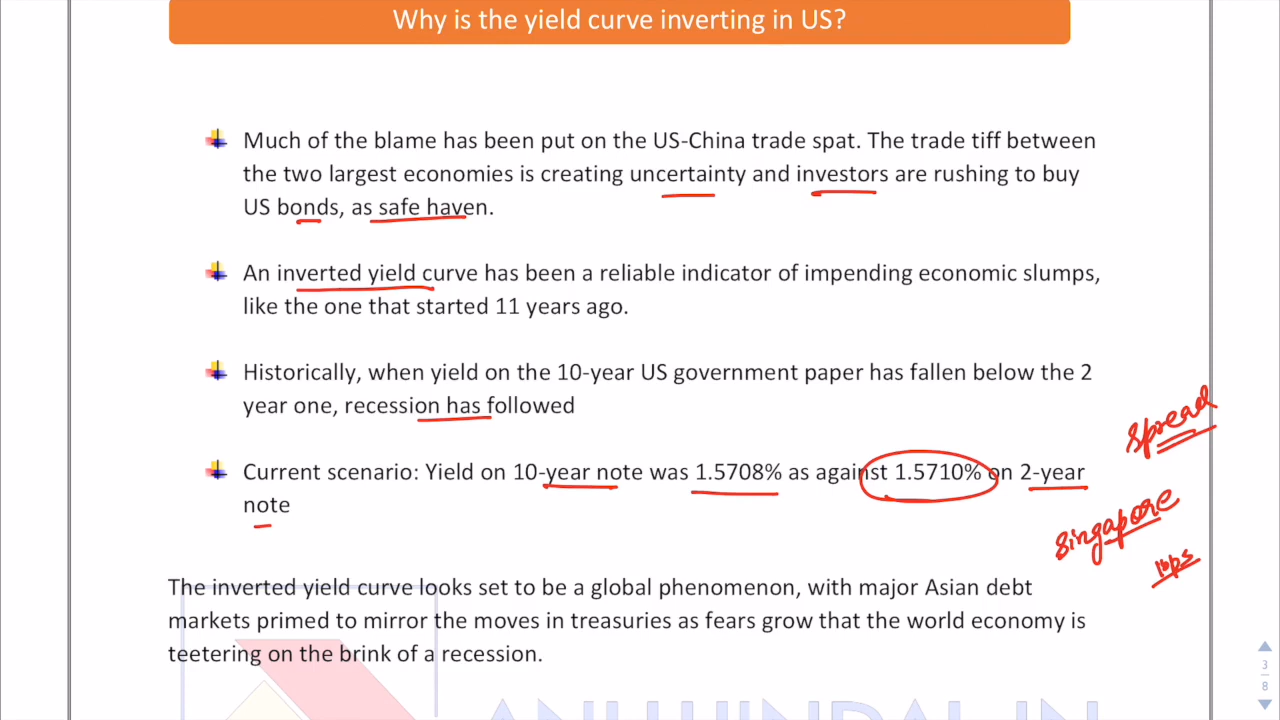 Why is the yield curve inverting in US?
Much of the blame has been put on the US-China trade spat. The trade tiff between
the two largest economies is creating uncertainty and investors are rushing to buy
US bonds, as safe haven.
An inverted yield curve has been a reliable indicator of impending economic slumps,
like the one that started 11 years ago.
Historically, when yield on the 10-year US government paper has fallen below the 2
year one, recession has followed
Spread
Current scenario: Yield on 10-year note was 1.5708% as against 1.5710% on 2-year
note
Singapore
1bps
The inverted yield curve looks set to be a global phenomenon, with major Asian debt
markets primed to mirror the moves in treasuries as fears grow that the world economy is
teetering on the brink of a recession.
3
8